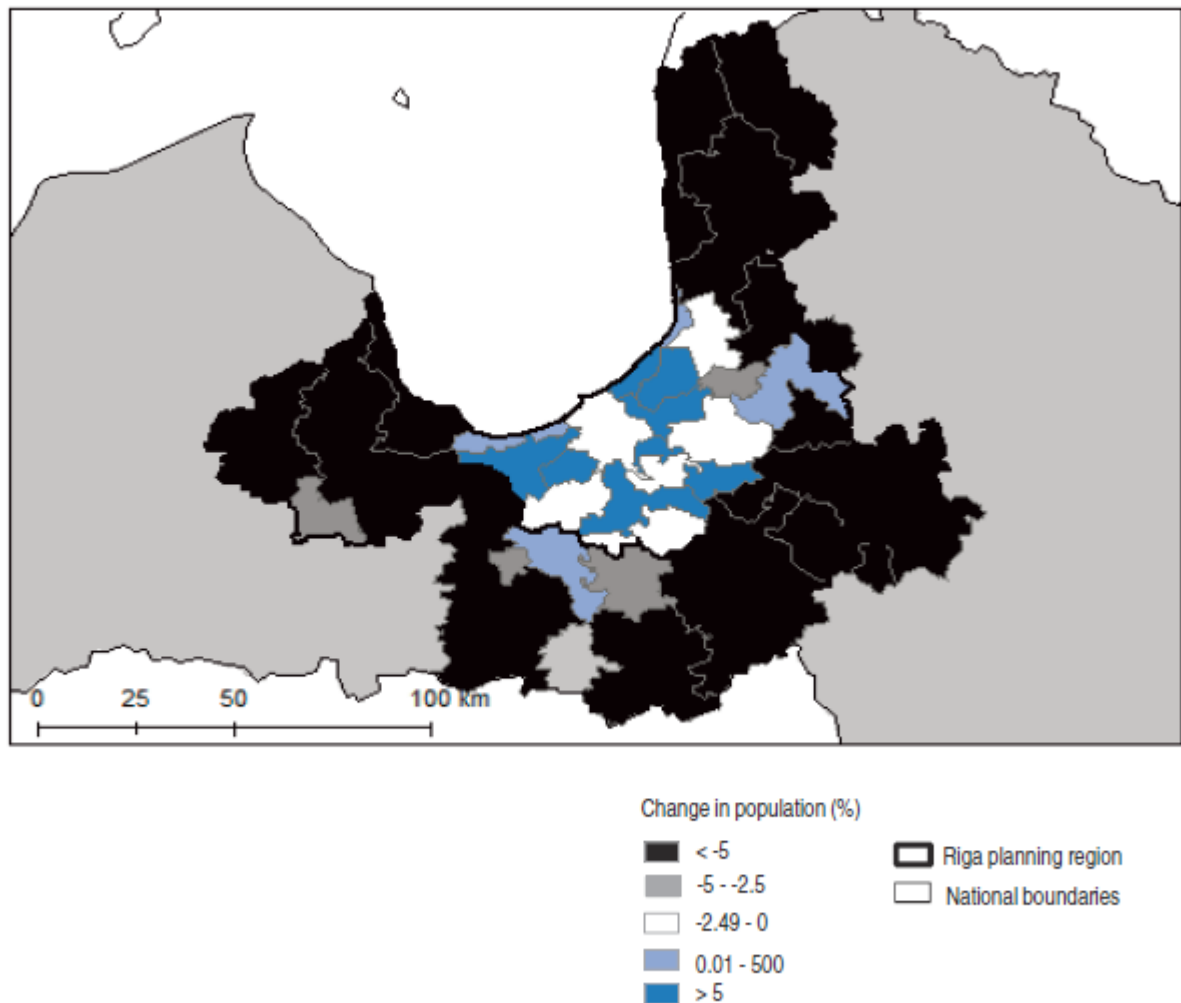 0 25 50 100 km
Change in population (%)
< -5
-5 - -2.5
-2.49 - 0
0.01 - 500
> 5
Riga planning region
National boundaries